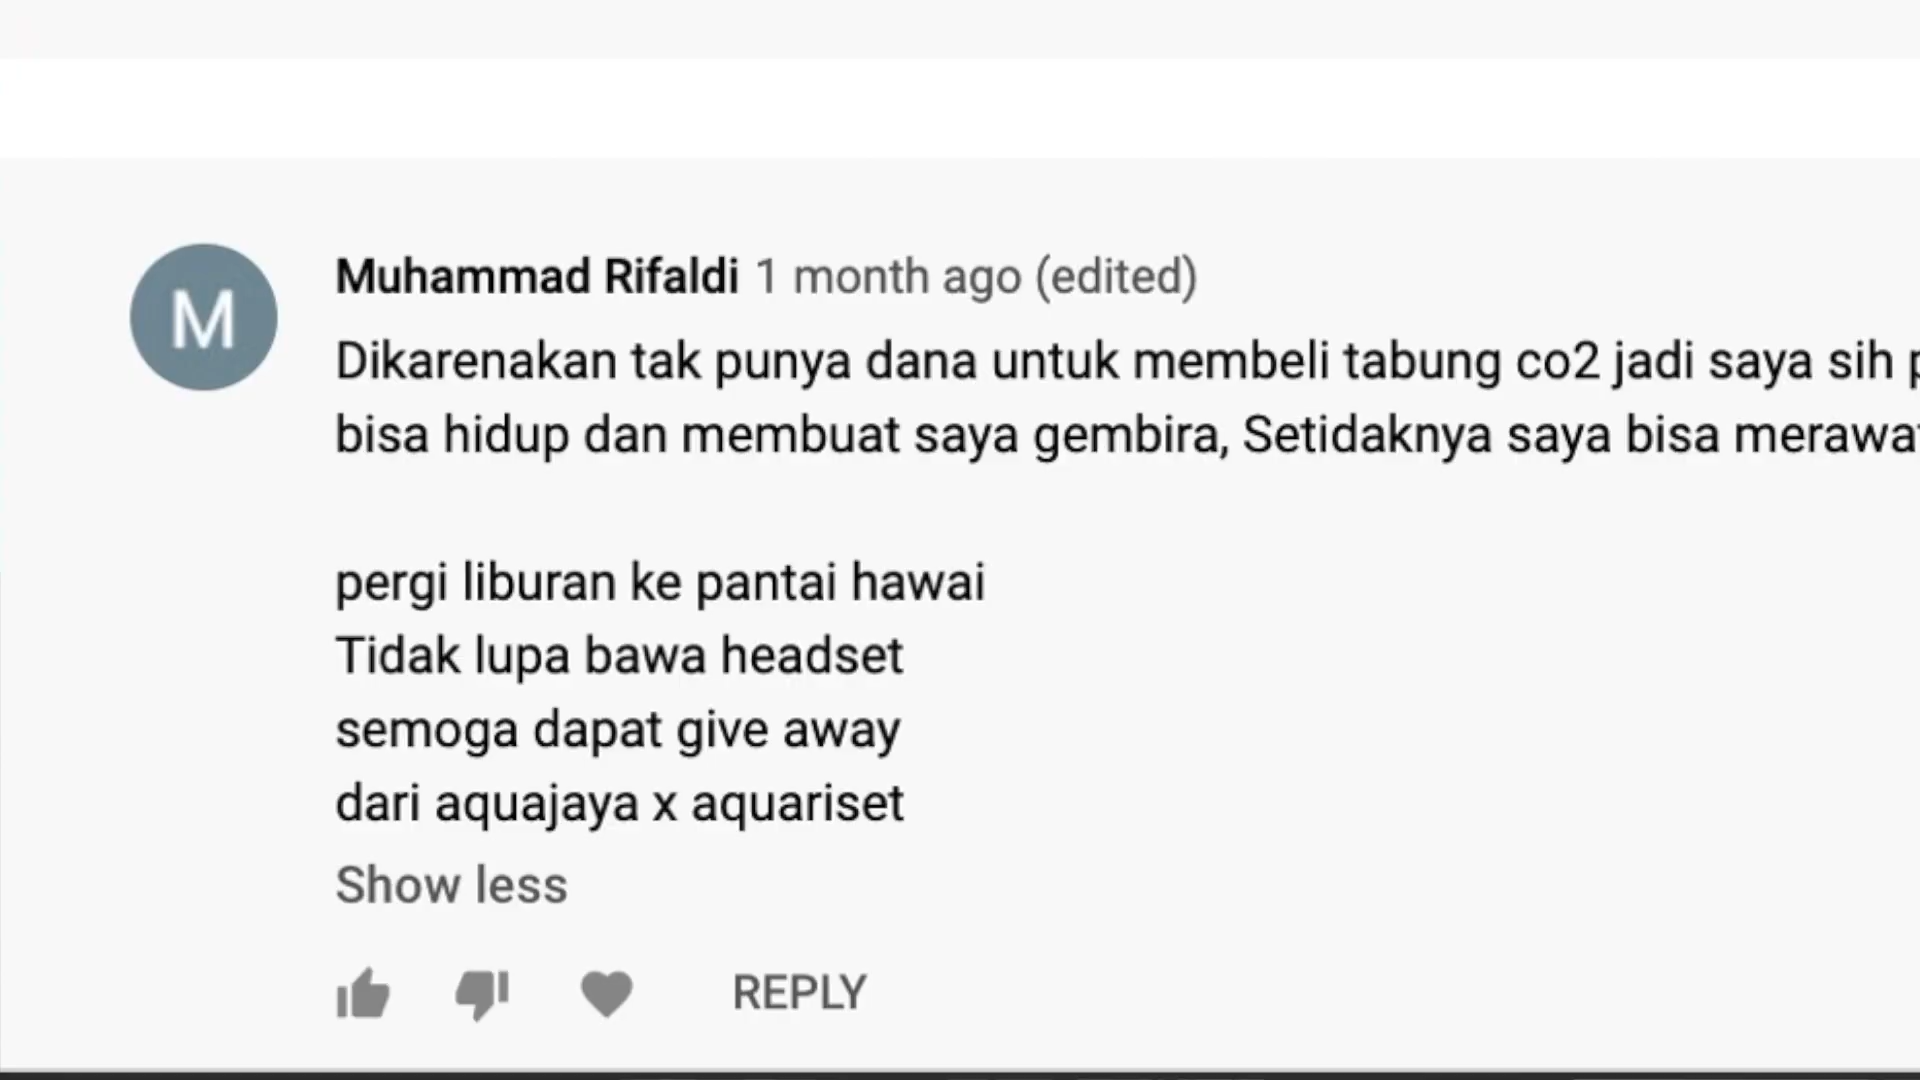 M
Muhammad Rifaldi 1 month ago (edited)
Dikarenakan tak punya dana untuk membeli tabung co2 jadi saya sih
bisa hidup dan membuat saya gembira, Setidaknya saya bisa
pergi liburan ke pantai hawai
Tidak lupa bawa headset
semoga dapat give away
dari aquajaya x aquariset
Show less
REPLY